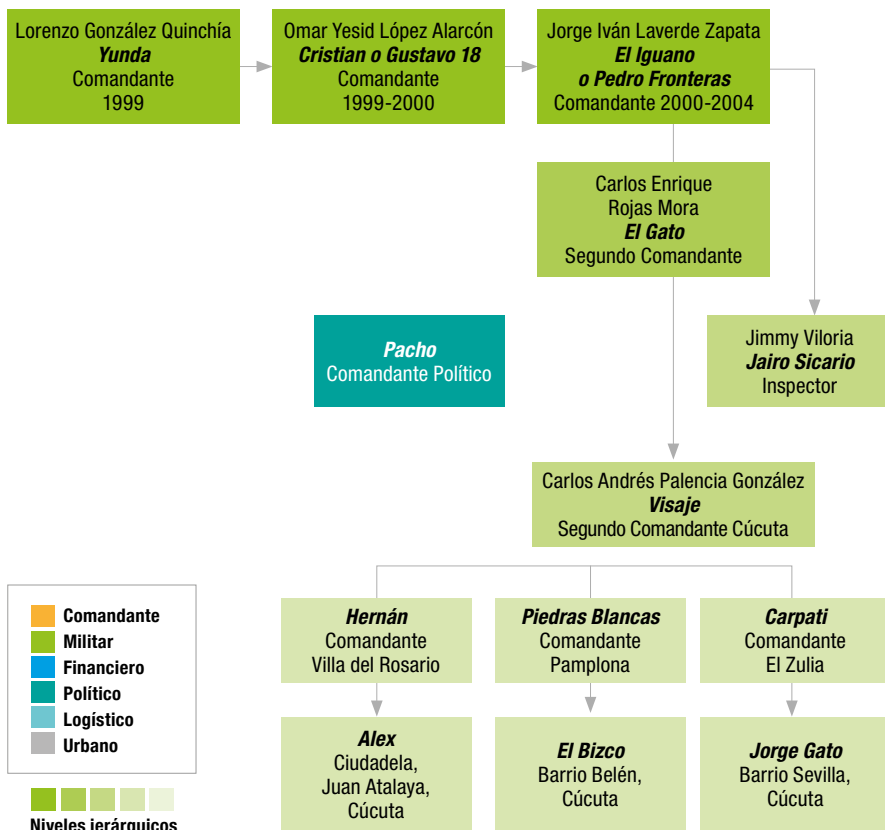 Lorenzo González Quinchía
Yunda
Comandante
1999
Omar Yesid López Alarcón
Cristian o Gustavo 18
Comandante
1999-2000
Jorge Iván Laverde Zapata
El Iguano
o Pedro Fronteras
Comandante 2000-2004
Carlos Enrique
Rojas Mora
El Gato
Segundo Comandante
Pacho
Comandante Político
Jimmy Viloria
Jairo Sicario
Inspector
Carlos Andrés Palencia González
Visaje
Segundo Comandante Cúcuta
Hernán
Comandante
Villa del Rosario
Piedras Blancas
Comandante
Pamplona
Carpati
Comandante
El Zulia
Alex
Ciudadela,
Juan Atalaya,
Cúcuta
El Bizco
Barrio Belén,
Cúcuta
Jorge Gato
Barrio Sevilla,
Cúcuta
Comandante
Militar
Financiero
Político
Logístico
Urbano
Niveles jerárquicos